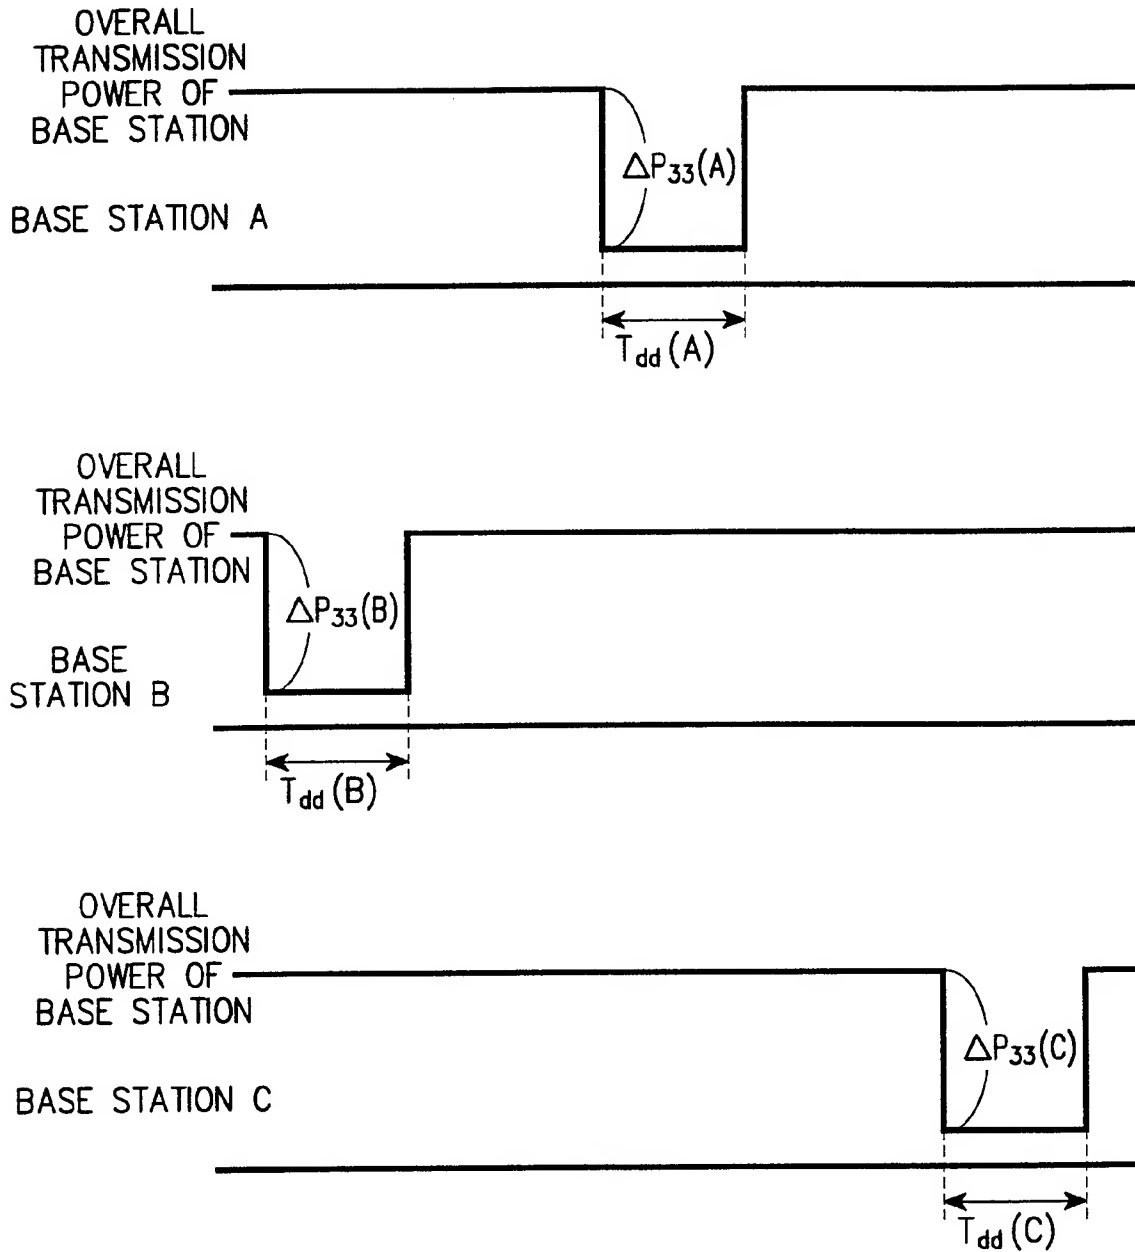 OVERALL
TRANSMISSION
POWER OF
BASE STATION
ΔP33(A)
BASE STATION A
Tdd(A)
OVERALL
TRANSMISSION
POWER OF
BASE STATION
ΔP33(B)
BASE
STATION B
Tdd(B)
OVERALL
TRANSMISSION
POWER OF
BASE STATION
ΔP33(C)
BASE STATION C
Tdd(C)